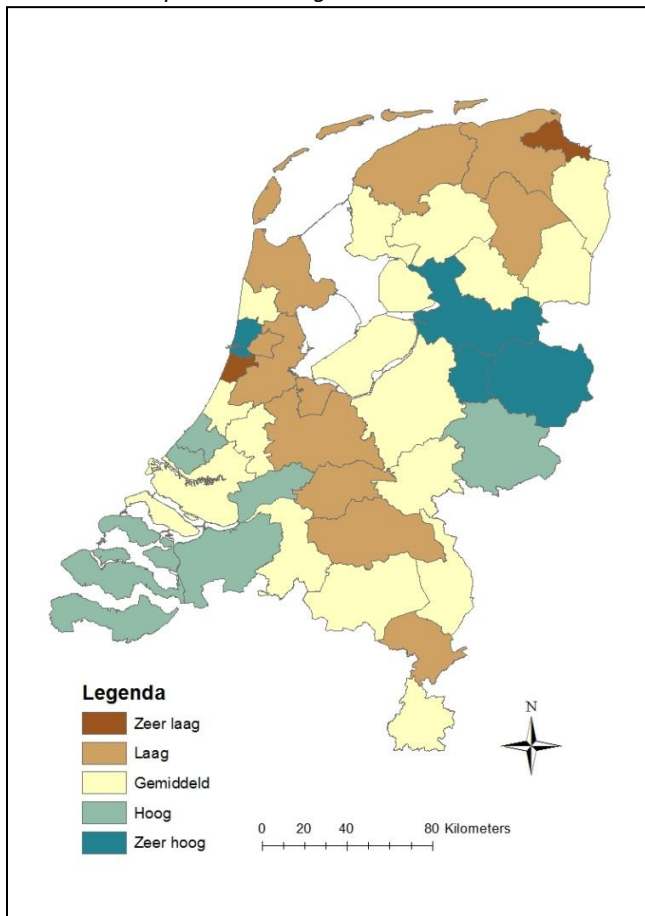 Legenda
Zeer laag
Laag
Gemiddeld
Hoog
Zeer hoog
N
0 20 40 80 Kilometers